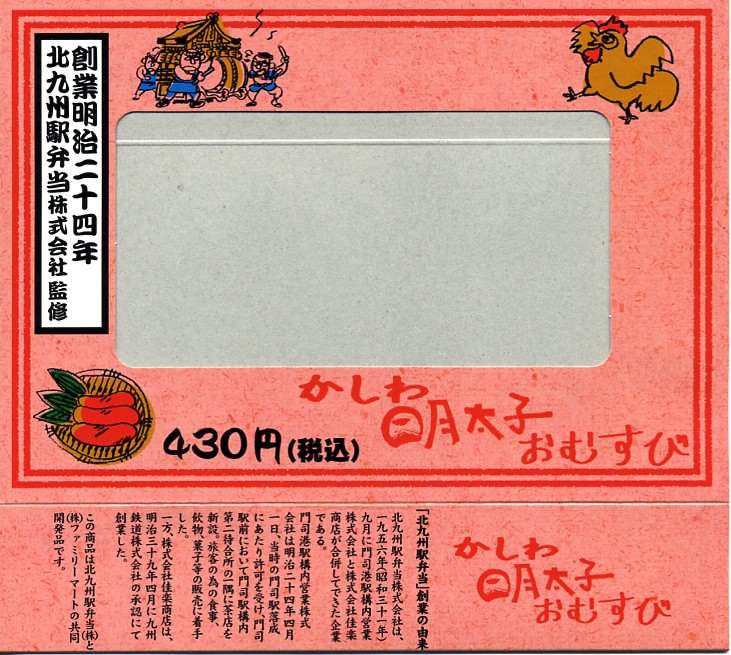 創業明治二十四年
北九州駅弁当株式会社 監修
かしわ
明太子
おむすび
430円(税込)
「北九州駅弁当」創業の由来
北九州駅弁当株式会社は、
一九五六年(昭和三十一年)
九月に門司港駅構内営業
株式会社と株式会社佳楽
商店が合併してできた企業
である。
門司港駅構内営業株式
会社は明治二十四年四月
一日、当時の門司駅落成
にあたり許可を受け、門司
駅前において門司駅構内
第二待合所の一隅に茶店を
新設。旅客の為の食事、
飲物、菓子等の販売に着手
した。
一方、株式会社佳楽商店は、
明治三十九年四月に九州
鉄道株式会社の承認にて
創業した。
この商品は北九州駅弁当(株)と
(株)ファミリーマートの共同
開発品です。
かしわ
明太子
おむすび